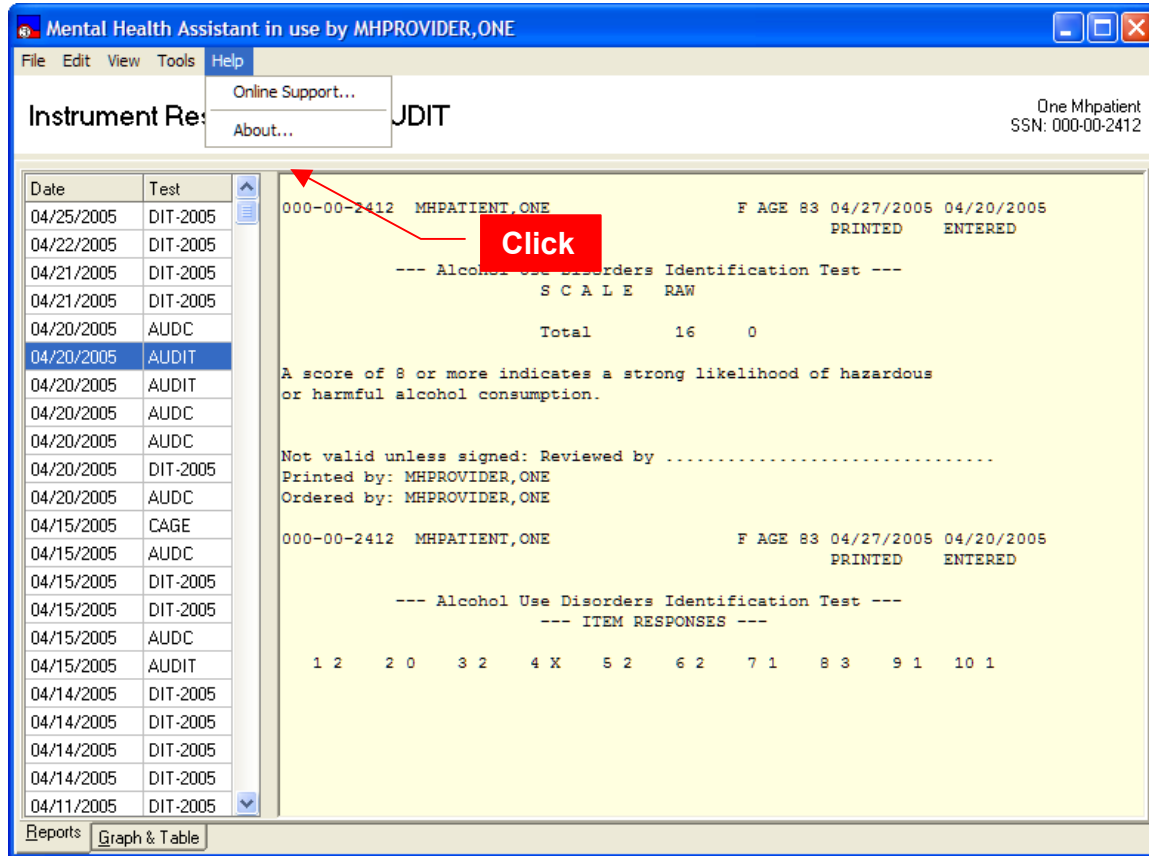 Mental Health Assistant in use by MHPROVIDER,ONE
File Edit View Tools Help
Online Support...
About...
Instrument Res UDIT
One Mhpatient
SSN: 000-00-2412
Date Test
04/25/2005 DIT-2005
04/22/2005 DIT-2005
04/21/2005 DIT-2005
04/21/2005 DIT-2005
04/20/2005 AUDC
04/20/2005 AUDIT
04/20/2005 AUDIT
04/20/2005 AUDC
04/20/2005 AUDC
04/20/2005 DIT-2005
04/20/2005 AUDC
04/15/2005 CAGE
04/15/2005 AUDC
04/15/2005 DIT-2005
04/15/2005 DIT-2005
04/15/2005 AUDC
04/15/2005 AUDIT
04/14/2005 DIT-2005
04/14/2005 DIT-2005
04/14/2005 DIT-2005
04/14/2005 DIT-2005
04/11/2005 DIT-2005
000-00-2412 MHPATIENT,ONE F AGE 83 04/27/2005 04/20/2005
PRINTED ENTERED
Click
--- Alcohol Use Disorders Identification Test ---
S C A L E RAW
Total 16 0
A score of 8 or more indicates a strong likelihood of hazardous
or harmful alcohol consumption.
Not valid unless signed: Reviewed by ................................
Printed by: MHPROVIDER,ONE
Ordered by: MHPROVIDER,ONE
000-00-2412 MHPATIENT,ONE F AGE 83 04/27/2005 04/20/2005
PRINTED ENTERED
--- Alcohol Use Disorders Identification Test ---
--- ITEM RESPONSES ---
1 2 2 0 3 2 4 X 5 2 6 2 7 1 8 3 9 1 10 1
Reports Graph & Table